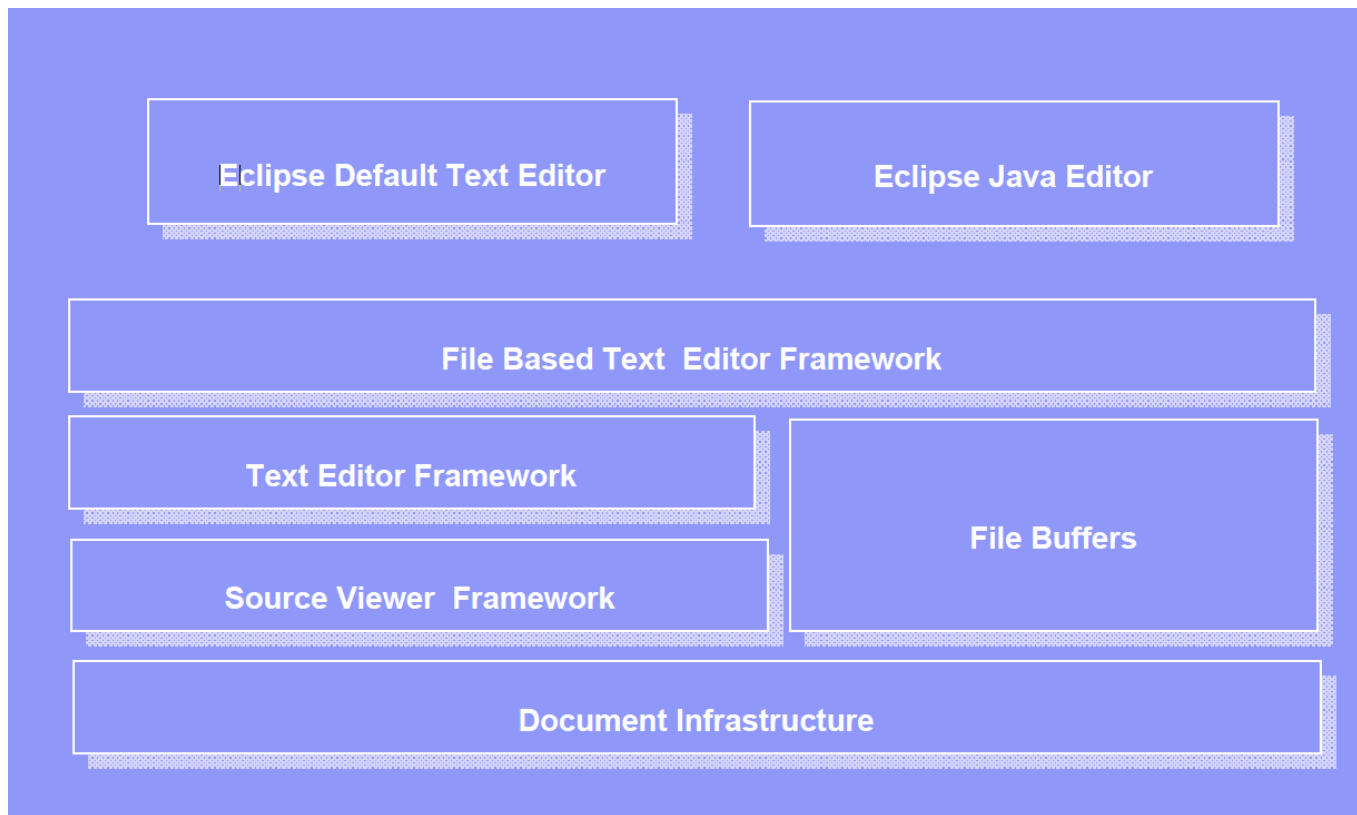 Eclipse Default Text Editor
Eclipse Java Editor
File Based Text  Editor Framework
Text Editor Framework
File Buffers
Source Viewer  Framework
Document Infrastructure